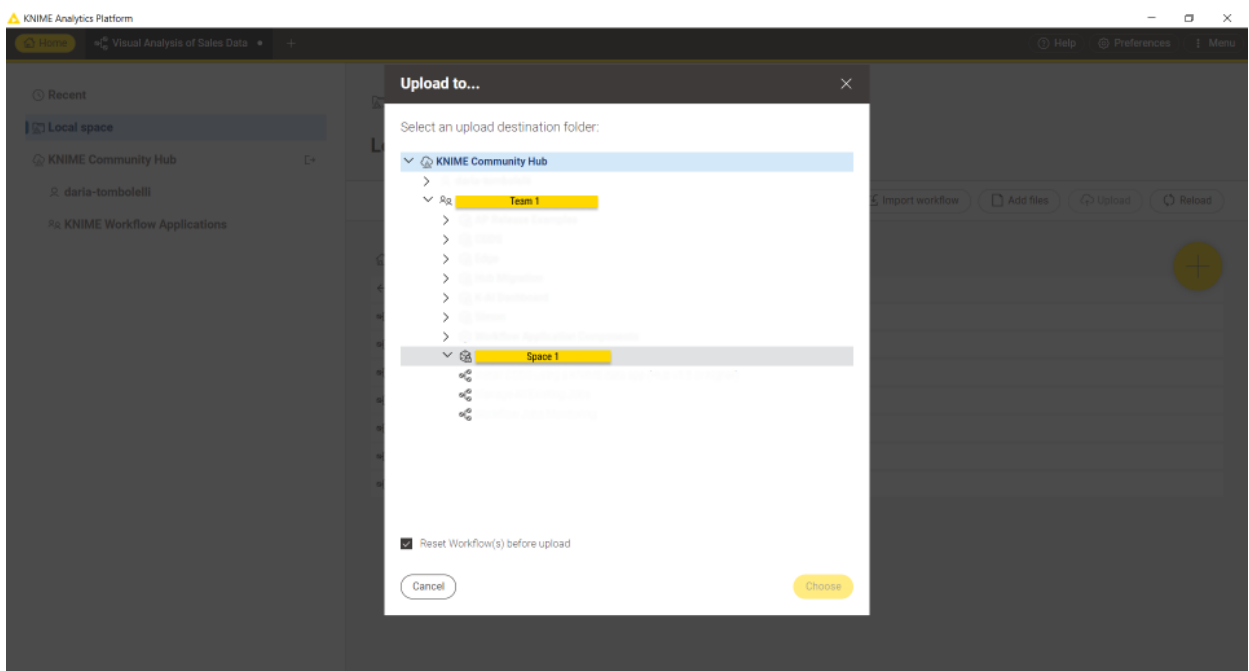 KNIME Analytics Platform
Home
Visual Analysis of Sales Data
Help
Preferences
Menu
Recent
Local space
KNIME Community Hub
daria-tombolelli
KNIME Workflow Applications
Import workflow
Add files
Upload
Reload
Upload to...
Select an upload destination folder:
KNIME Community Hub
Team 1
Space 1
Reset Workflow(s) before upload
Cancel
Choose